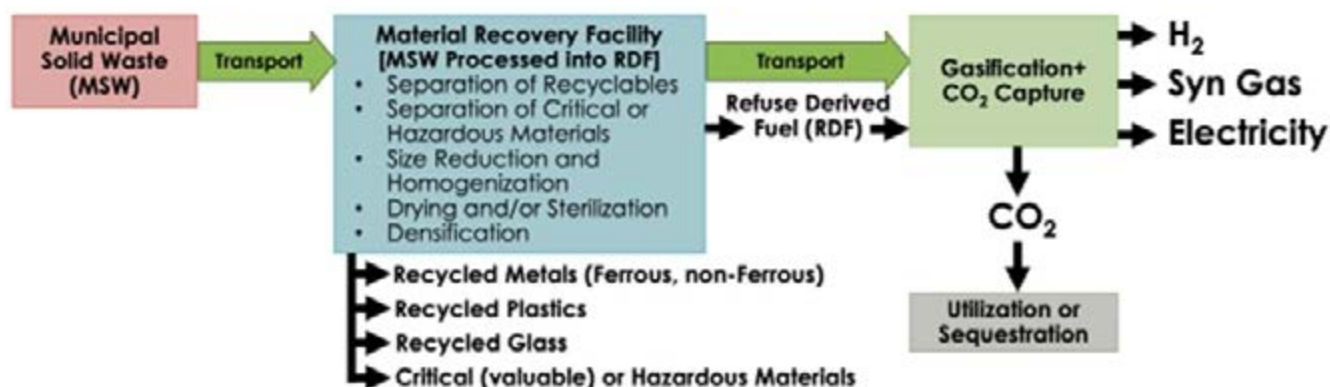 Municipal
Solid Waste
(MSW)
Transport
Material Recovery Facility
[MSW Processed into RDF]
• Separation of Recyclables
• Separation of Critical or
Hazardous Materials
• Size Reduction and
Homogenization
• Drying and/or Sterilization
• Densification
Recycled Metals (Ferrous, non-Ferrous)
Recycled Plastics
Recycled Glass
Critical (valuable) or Hazardous Materials
Transport
Refuse Derived
Fuel (RDF)
Gasification+
CO₂ Capture
H₂
Syn Gas
Electricity
CO₂
Utilization or
Sequestration